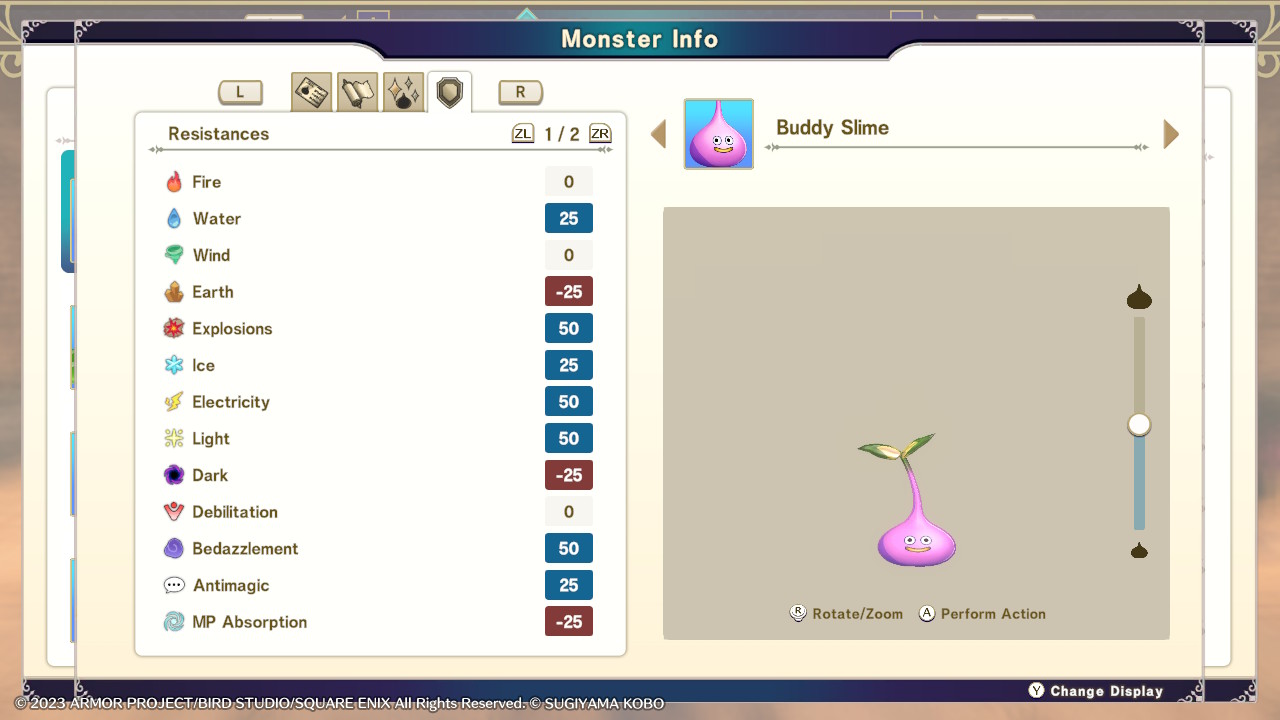 Monster Info
L
R
Resistances
ZL 1 / 2 ZR
Buddy Slime
Fire 0
Water 25
Wind 0
Earth -25
Explosions 50
Ice 25
Electricity 50
Light 50
Dark -25
Debilitation 0
Bedazzlement 50
Antimagic 25
MP Absorption -25
R Rotate/Zoom A Perform Action
Y Change Display
© 2023 ARMOR PROJECT/BIRD STUDIO/SQUARE ENIX All Rights Reserved. © SUGIYAMA KOBO